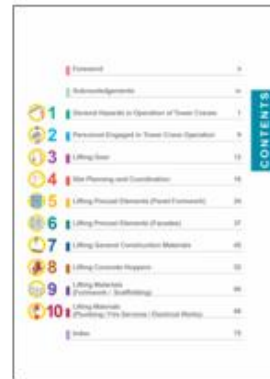 Foreword
Acknowledgements
CONTENTS
1 General Hazards in Operation of Tower Cranes 1
2 Personnel Engaged in Tower Crane Operation
3 Lifting Gear
4 Site Planning and Coordination
5 Lifting Precast Elements (Panel Formwork)
6 Lifting Precast Elements (Facades)
7 Lifting General Construction Materials
8 Lifting Concrete Hoppers
9 Lifting Materials
(Formwork / Scaffolding)
10 Lifting Materials
(Plumbing / Fire Services / Electrical Works)
Index